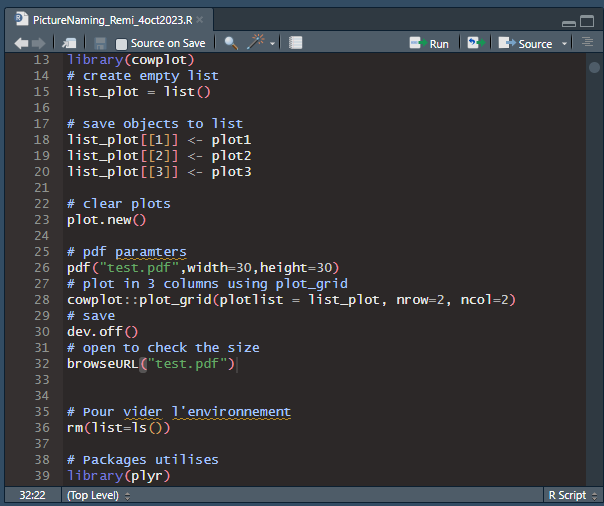 PictureNaming_Remi_4oct2023.R
Source on Save Run Source
13 library(cowplot)
14 # create empty list
15 list_plot = list()
16
17 # save objects to list
18 list_plot[[1]] <- plot1
19 list_plot[[2]] <- plot2
20 list_plot[[3]] <- plot3
21
22 # clear plots
23 plot.new()
24
25 # pdf paramters
26 pdf("test.pdf",width=30,height=30)
27 # plot in 3 columns using plot_grid
28 cowplot::plot_grid(plotlist = list_plot, nrow=2, ncol=2)
29 # save
30 dev.off()
31 # open to check the size
32 browseURL("test.pdf")
33
34
35 # Pour vider l'environnement
36 rm(list=ls())
37
38 # Packages utilises
39 library(plyr)
32:22 (Top Level) R Script